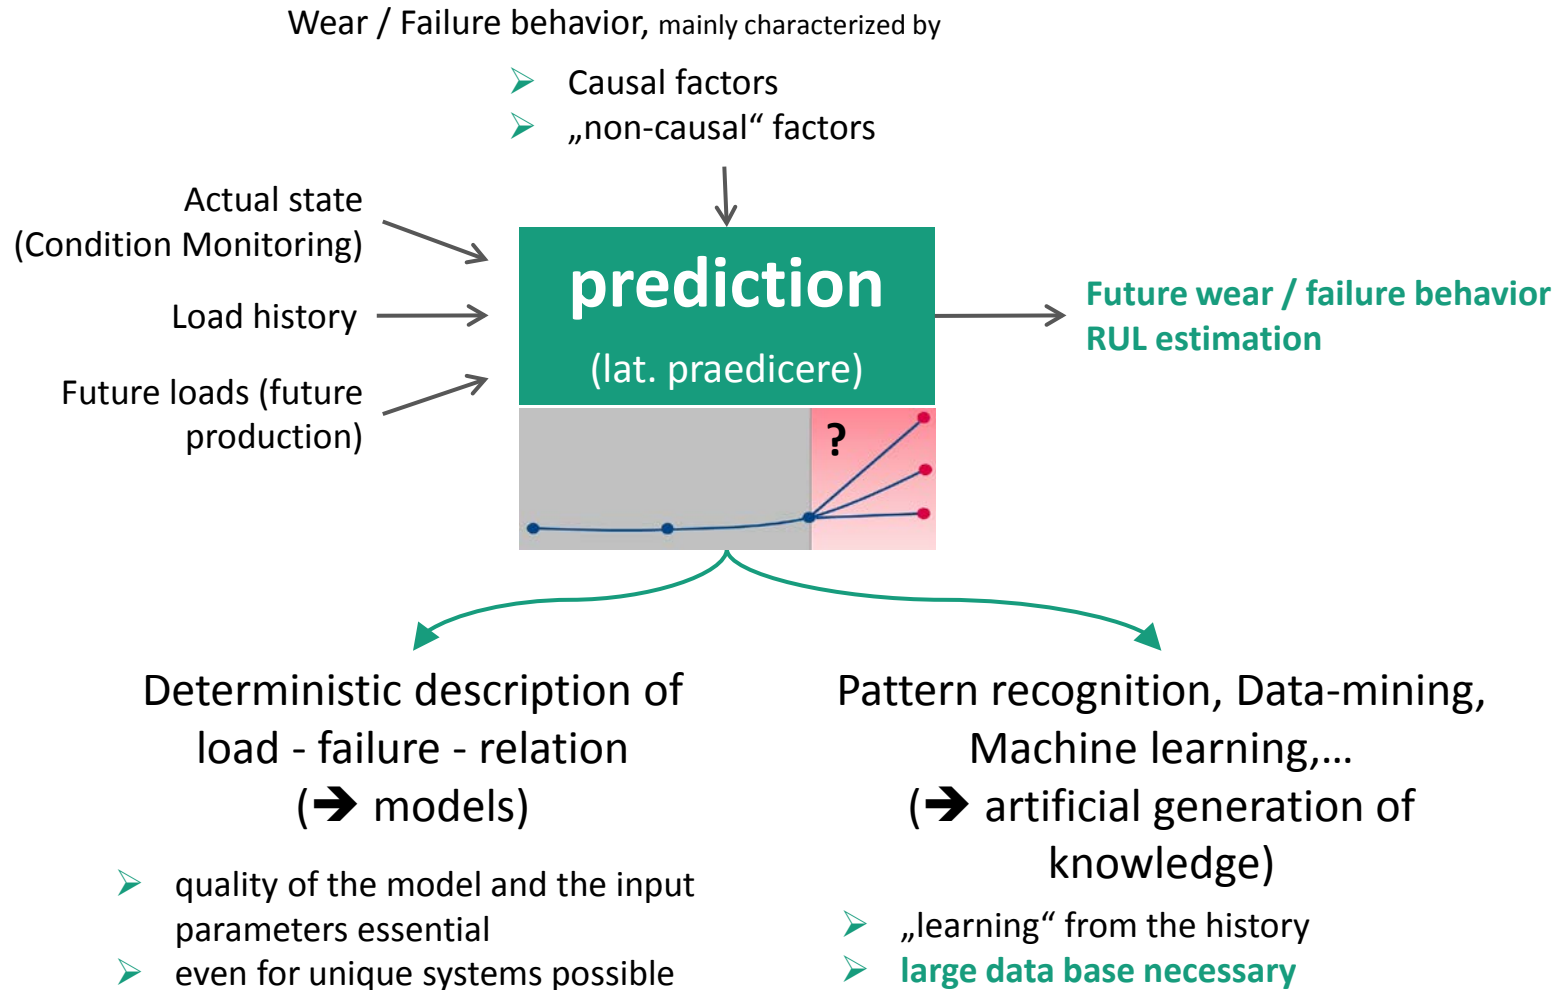 Wear / Failure behavior, mainly characterized by
➢ Causal factors
➢ „non-causal“ factors
Actual state
(Condition Monitoring)
Load history
Future loads (future
production)
prediction
(lat. praedicere)
?
Future wear / failure behavior
RUL estimation
Deterministic description of
load - failure - relation
(➔ models)
➢ quality of the model and the input
parameters essential
➢ even for unique systems possible
Pattern recognition, Data-mining,
Machine learning,...
(➔ artificial generation of
knowledge)
➢ „learning“ from the history
➢ large data base necessary